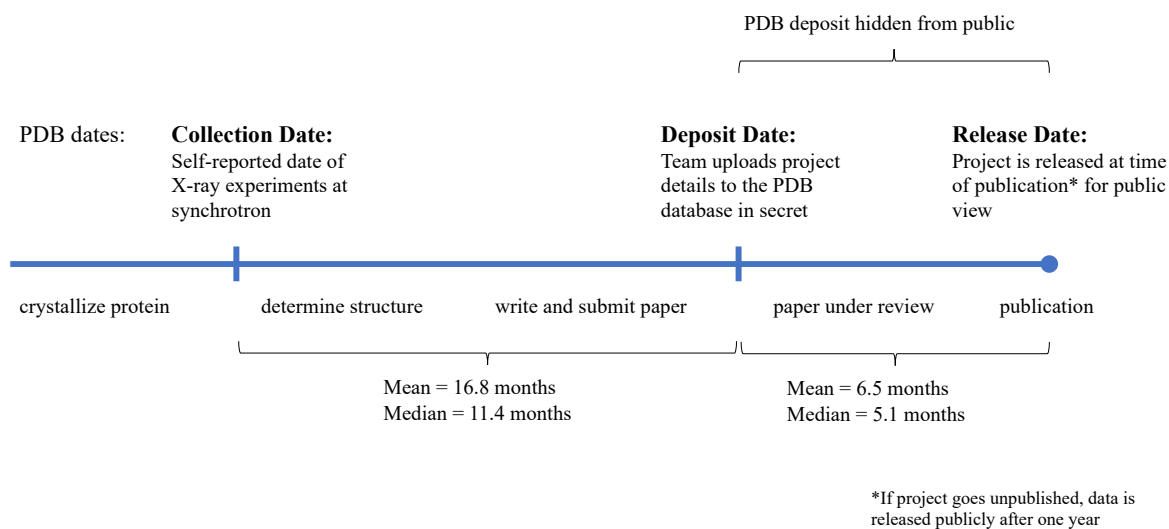 PDB deposit hidden from public
PDB dates:
Collection Date:
Self-reported date of
X-ray experiments at
synchrotron
Deposit Date:
Team uploads project
details to the PDB
database in secret
Release Date:
Project is released at time
of publication* for public
view
crystallize protein
determine structure
write and submit paper
paper under review
publication
Mean = 16.8 months
Median = 11.4 months
Mean = 6.5 months
Median = 5.1 months
*If project goes unpublished, data is
released publicly after one year